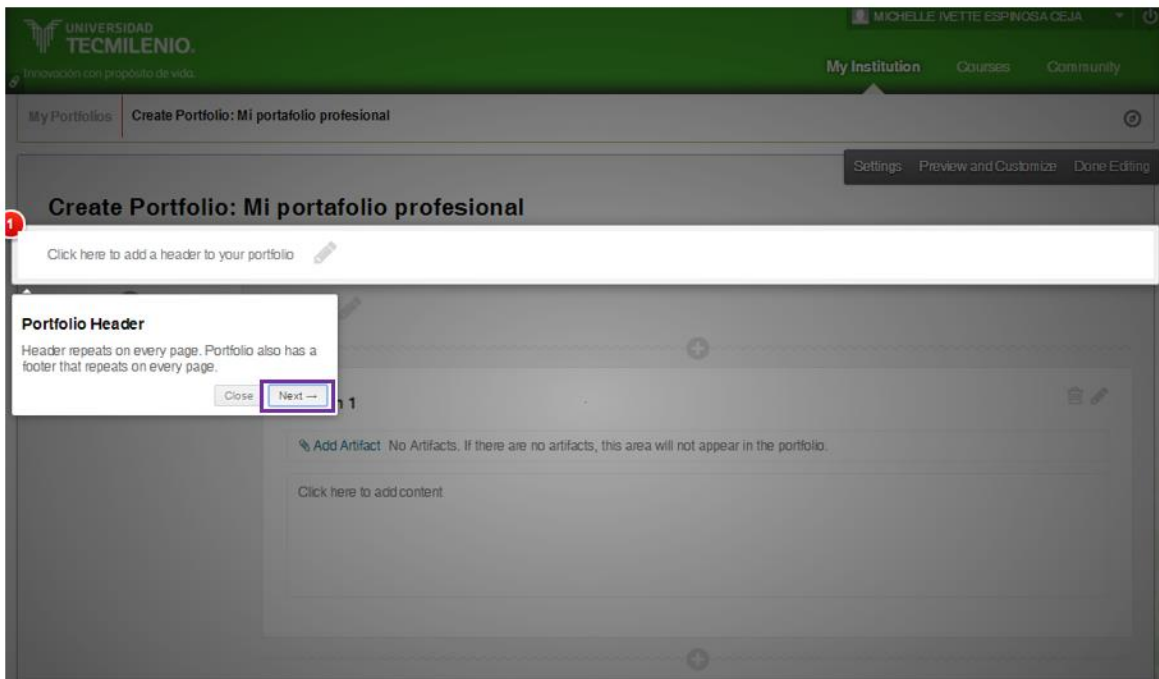 UNIVERSIDAD
TECMILENIO.
Innovación con propósito de vida.
MICHELLE IVETTE ESPINOSA CEJA
My Institution Courses Community
My Portfolios Create Portfolio: Mi portafolio profesional
Settings Preview and Customize Done Editing
Create Portfolio: Mi portafolio profesional
1
Click here to add a header to your portfolio
Portfolio Header
Header repeats on every page. Portfolio also has a
footer that repeats on every page.
Close Next →
1
Add Artifact No Artifacts. If there are no artifacts, this area will not appear in the portfolio.
Click here to add content